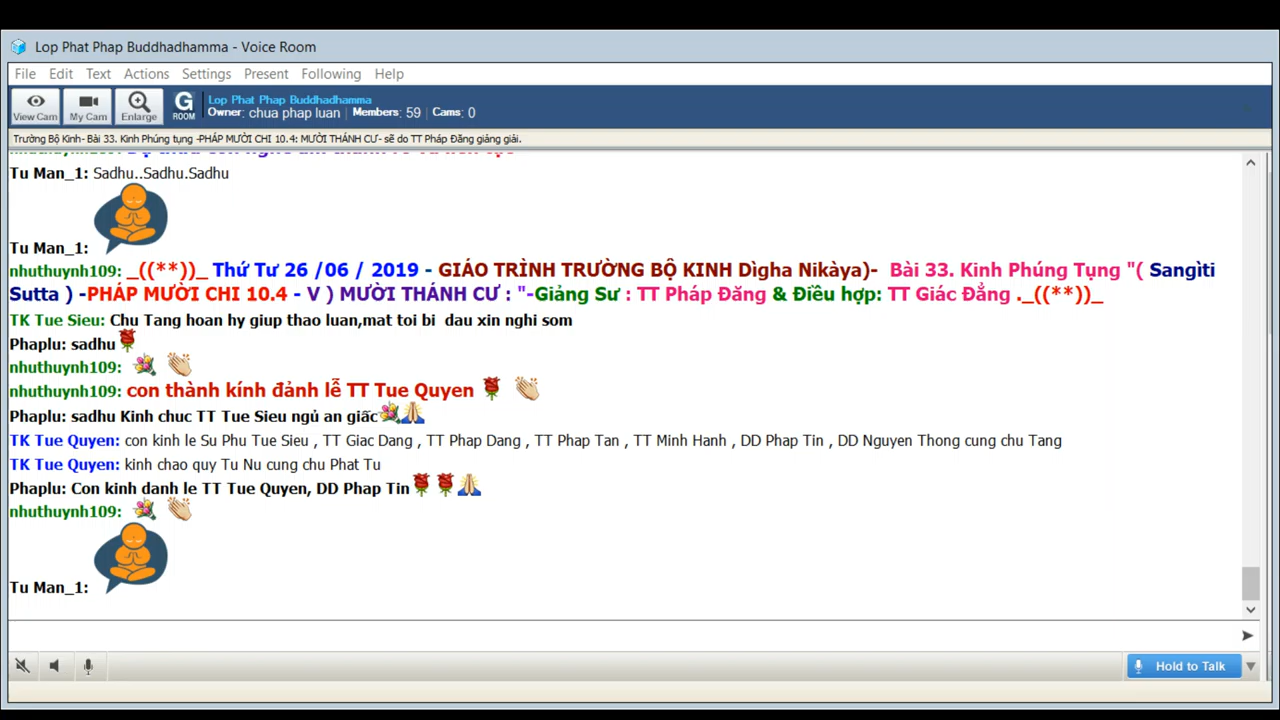 Lop Phat Phap Buddhadhamma - Voice Room
File Edit Text Actions Settings Present Following Help
View Cam My Cam Enlarge G ROOM Lop Phat Phap Buddhadhamma
Owner: chua phap luan Members: 59 Cams: 0
Trường Bộ Kinh- Bài 33. Kinh Phúng tụng -PHÁP MƯỜI CHI 10.4: MƯỜI THÁNH CƯ- sẽ do TT Pháp Đăng giảng giải.
Tu Man_1: Sadhu..Sadhu.Sadhu
Tu Man_1:
nhuthuynh109: _((**))_ Thứ Tư 26 /06 / 2019 - GIÁO TRÌNH TRƯỜNG BỘ KINH Dìgha Nikàya)- Bài 33. Kinh Phúng Tụng "( Sangìti
Sutta ) -PHÁP MƯỜI CHI 10.4 - V ) MƯỜI THÁNH CƯ : "-Giảng Sư : TT Pháp Đăng & Điều hợp: TT Giác Đẳng ._((**))_
TK Tue Sieu: Chu Tang hoan hy giup thao luan,mat toi bi dau xin nghi som
Phaplu: sadhu
nhuthuynh109:
nhuthuynh109: con thành kính đảnh lễ TT Tue Quyen
Phaplu: sadhu Kinh chuc TT Tue Sieu ngủ an giấc
TK Tue Quyen: con kinh le Su Phu Tue Sieu , TT Giac Dang , TT Phap Dang , TT Phap Tan , TT Minh Hanh , DD Phap Tin , DD Nguyen Thong cung chu Tang
TK Tue Quyen: kinh chao quy Tu Nu cung chu Phat Tu
Phaplu: Con kinh danh le TT Tue Quyen, DD Phap Tin
nhuthuynh109:
Tu Man_1:
Hold to Talk